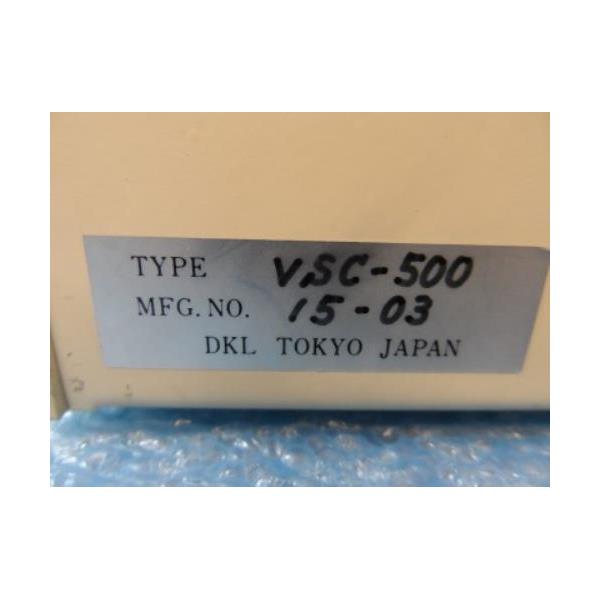 TYPE VSC-500
MFG. NO. 15-03
DKL TOKYO JAPAN